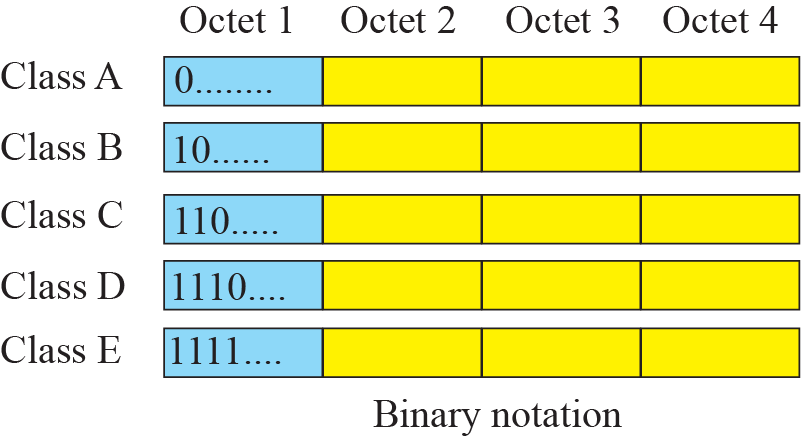 Octet 1 Octet 2 Octet 3 Octet 4
Class A 0........
Class B 10......
Class C 110.....
Class D 1110....
Class E 1111....
Binary notation